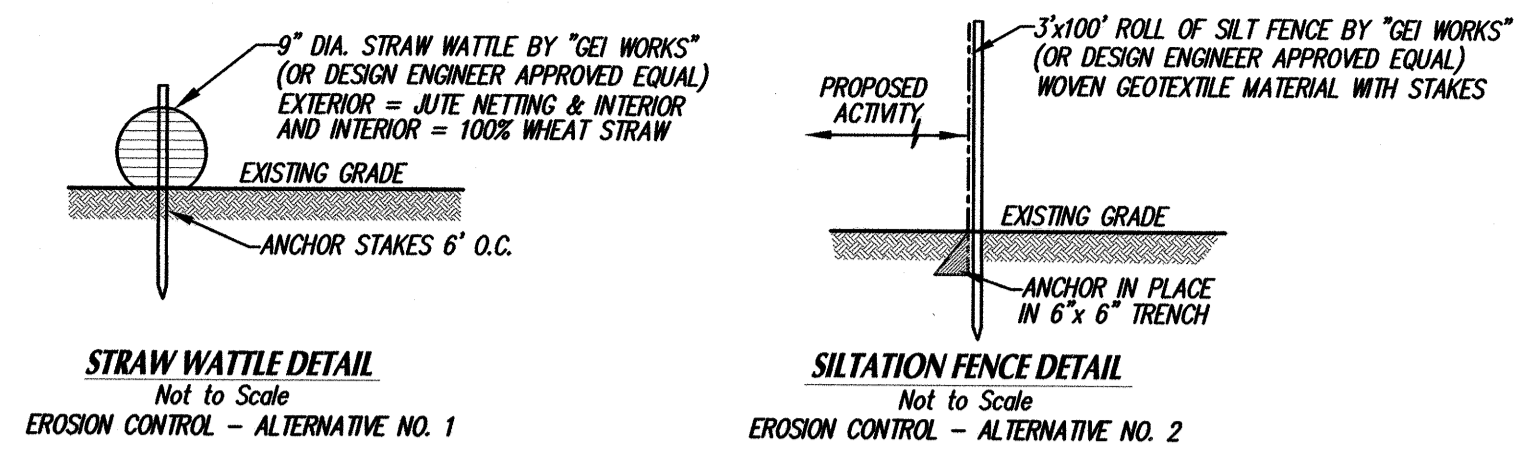 9" DIA. STRAW WATTLE BY "GEI WORKS"
(OR DESIGN ENGINEER APPROVED EQUAL)
EXTERIOR = JUTE NETTING & INTERIOR
AND INTERIOR = 100% WHEAT STRAW
EXISTING GRADE
ANCHOR STAKES 6' O.C.
STRAW WATTLE DETAIL
Not to Scale
EROSION CONTROL – ALTERNATIVE NO. 1
3'x100' ROLL OF SILT FENCE BY "GEI WORKS"
(OR DESIGN ENGINEER APPROVED EQUAL)
WOVEN GEOTEXTILE MATERIAL WITH STAKES
PROPOSED
ACTIVITY
EXISTING GRADE
ANCHOR IN PLACE
IN 6"x 6" TRENCH
SILTATION FENCE DETAIL
Not to Scale
EROSION CONTROL – ALTERNATIVE NO. 2